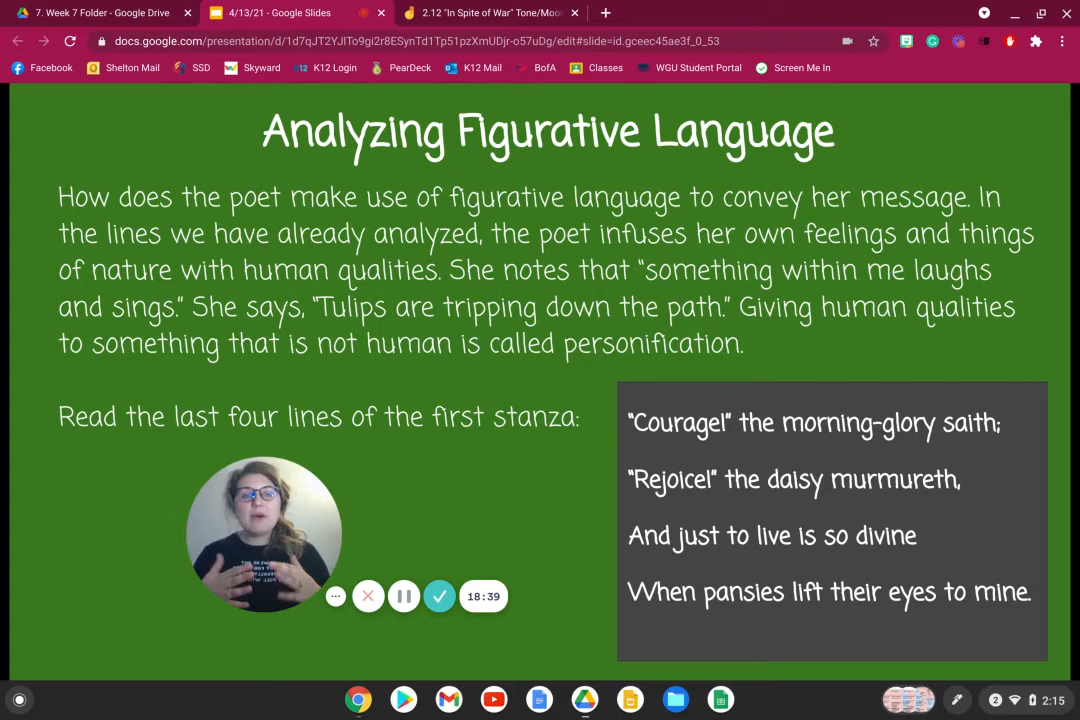 7. Week 7 Folder - Google Drive
4/13/21 - Google Slides
2.12 "In Spite of War" Tone/Moo
docs.google.com/presentation/d/1d7qJT2YJlTo9gi2r8ESynTd1Tp51pzXmUDjr-o57uDg/edit#slide=id.gceec45ae3f_0_53
Facebook
Shelton Mail
SSD
Skyward
K12 Login
PearDeck
K12 Mail
BofA
Classes
WGU Student Portal
Screen Me In
Analyzing Figurative Language
How does the poet make use of figurative language to convey her message. In
the lines we have already analyzed, the poet infuses her own feelings and things
of nature with human qualities. She notes that "something within me laughs
and sings." She says, "Tulips are tripping down the path." Giving human qualities
to something that is not human is called personification.
Read the last four lines of the first stanza:
"Courage!" the morning-glory saith;
"Rejoice!" the daisy murmureth,
And just to live is so divine
When pansies lift their eyes to mine.
18:39
2
2:15